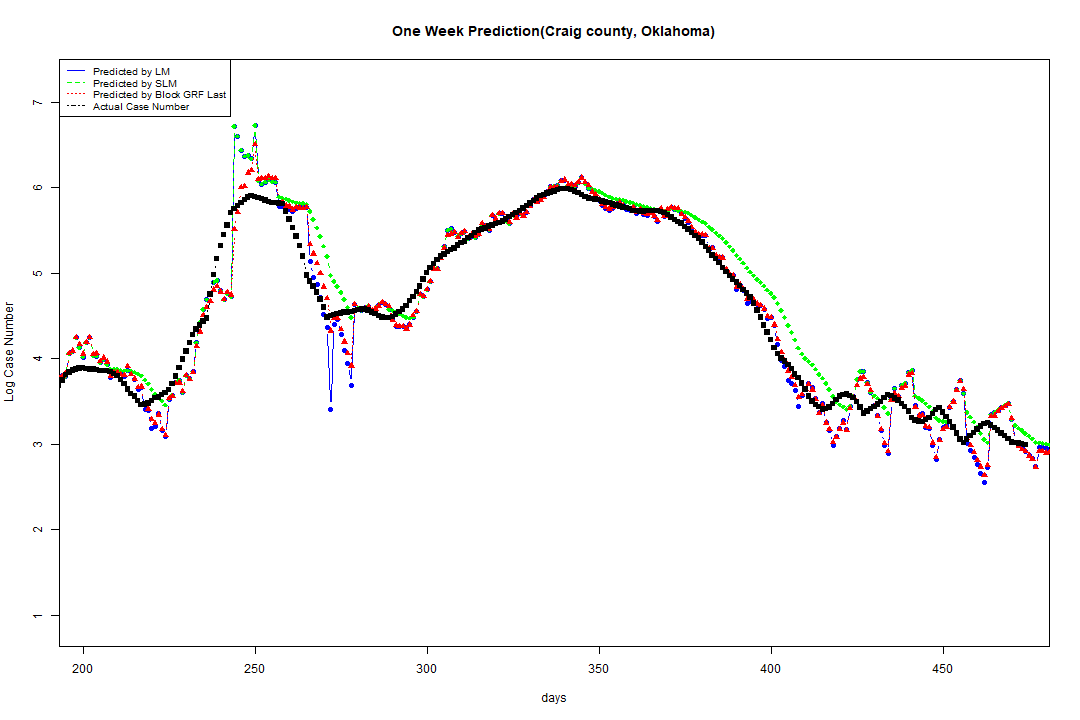 One Week Prediction(Craig county, Oklahoma)
Predicted by LM
Predicted by SLM
Predicted by Block GRF Last
Actual Case Number
7
6
5
4
3
2
1
Log Case Number
200 250 300 350 400 450
days